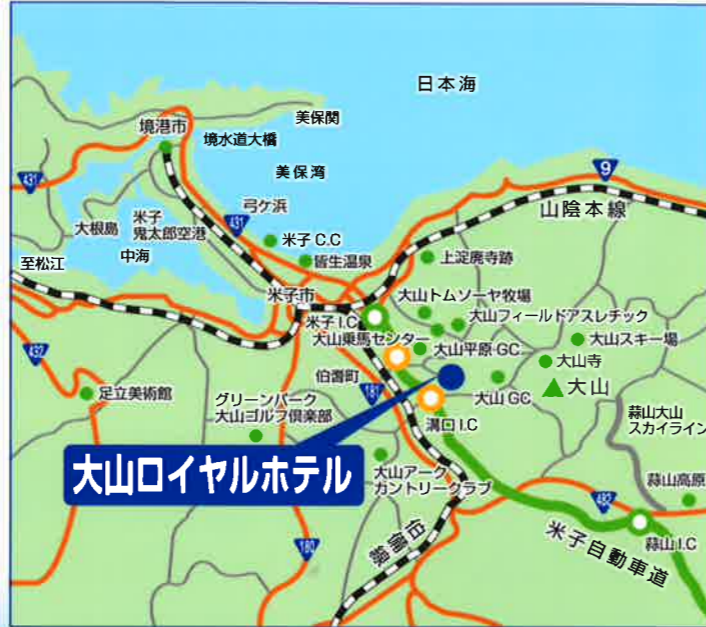 日本海
美保関
境港市
境水道大橋
美保湾
9
431
弓ケ浜
431
山陰本線
大根島
米子
鬼太郎空港
米子 C.C
上淀廃寺跡
至松江
中海
皆生温泉
米子市
大山トムソーヤ牧場
米子 I.C
大山フィールドアスレチック
大山乗馬センター
大山平原 GC
大山スキー場
大山寺
432
伯耆町
181
大山 GC
大山
足立美術館
グリーンパーク
大山ゴルフ倶楽部
溝口 I.C
蒜山大山
スカイライン
大山ロイヤルホテル
大山アーク
カントリークラブ
蒜山高原
482
180
伯備線
米子自動車道
蒜山 I.C